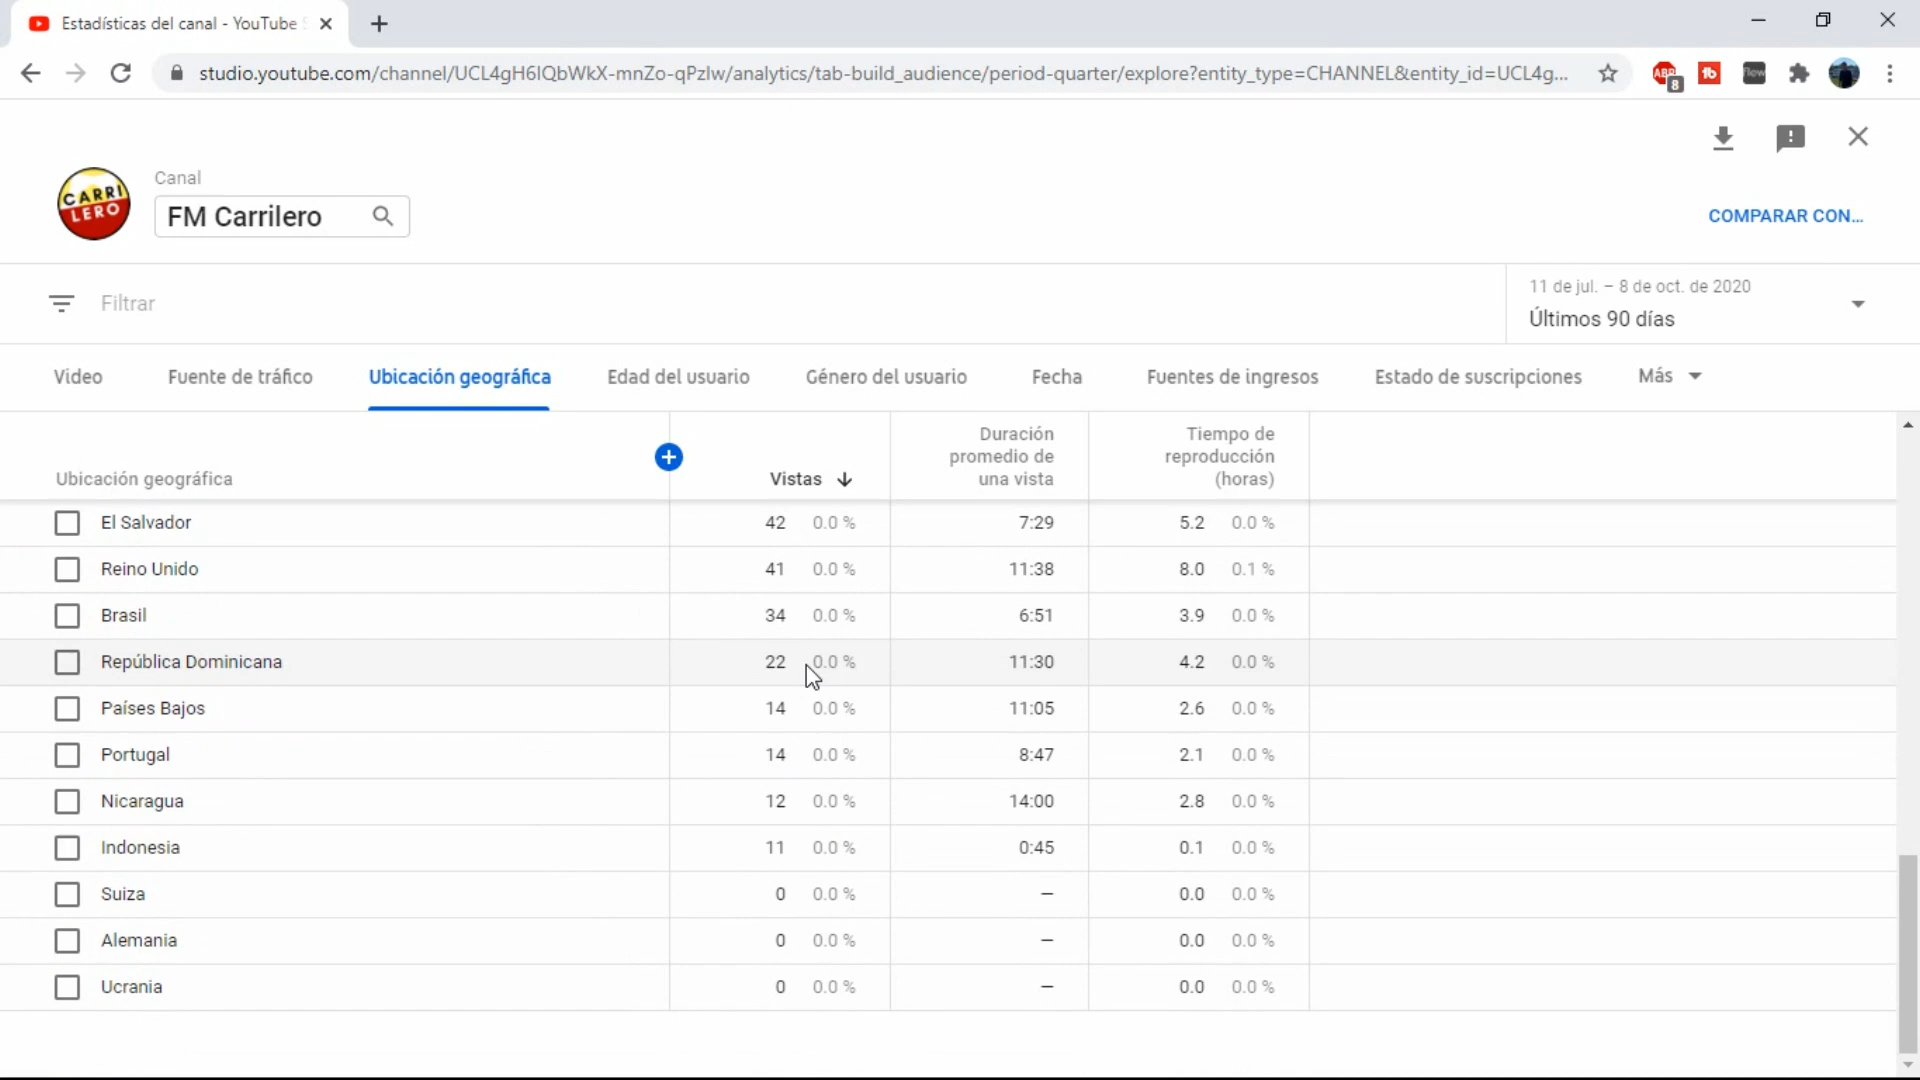 Estadísticas del canal - YouTube S
studio.youtube.com/channel/UCL4gH6IQbWkX-mnZo-qPzIw/analytics/tab-build_audience/period-quarter/explore?entity_type=CHANNEL&entity_id=UCL4g...
ABP
8
tb
flow
CARRI
LERO
Canal
FM Carrilero
COMPARAR CON...
Filtrar
11 de jul. – 8 de oct. de 2020
Últimos 90 días
Video Fuente de tráfico Ubicación geográfica Edad del usuario Género del usuario Fecha Fuentes de ingresos Estado de suscripciones Más
Ubicación geográfica
Vistas
Duración
promedio de
una vista
Tiempo de
reproducción
(horas)
El Salvador 42 0.0 % 7:29 5.2 0.0 %
Reino Unido 41 0.0 % 11:38 8.0 0.1 %
Brasil 34 0.0 % 6:51 3.9 0.0 %
República Dominicana 22 0.0 % 11:30 4.2 0.0 %
Países Bajos 14 0.0 % 11:05 2.6 0.0 %
Portugal 14 0.0 % 8:47 2.1 0.0 %
Nicaragua 12 0.0 % 14:00 2.8 0.0 %
Indonesia 11 0.0 % 0:45 0.1 0.0 %
Suiza 0 0.0 % – 0.0 0.0 %
Alemania 0 0.0 % – 0.0 0.0 %
Ucrania 0 0.0 % – 0.0 0.0 %